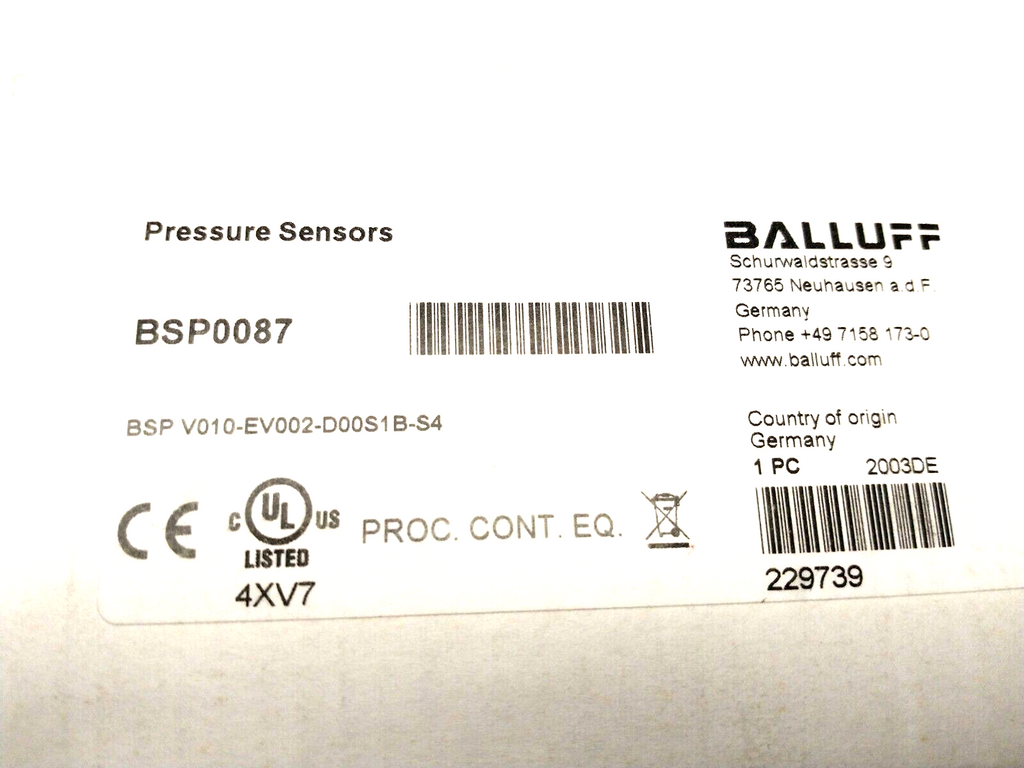 Pressure Sensors
BSP0087
BSP V010-EV002-D00S1B-S4
CE
C UL US
LISTED
4XV7
PROC. CONT. EQ.
BALLUFF
Schurwaldstrasse 9
73765 Neuhausen a.d.F.
Germany
Phone +49 7158 173-0
www.balluff.com
Country of origin
Germany
1 PC 2003DE
229739